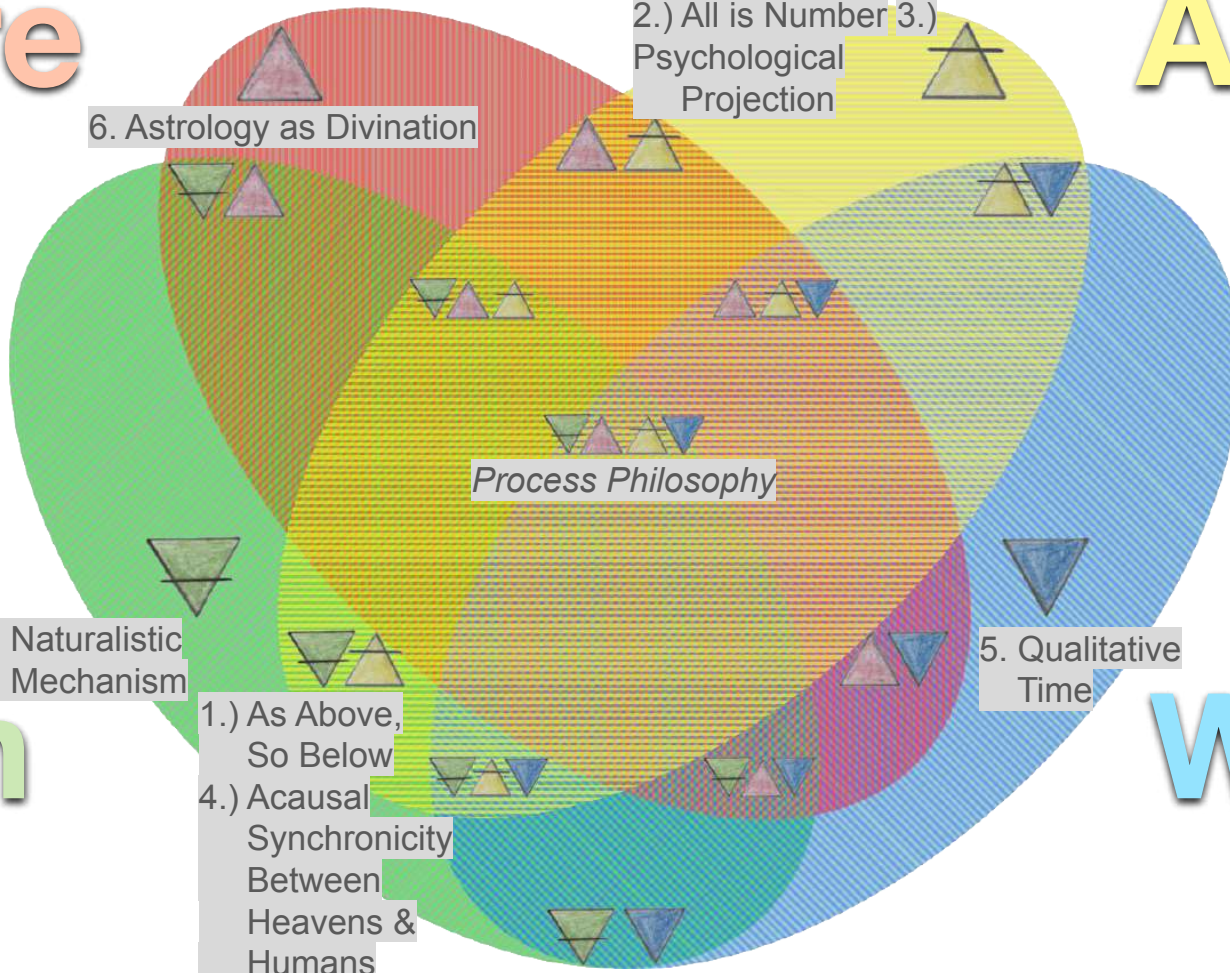 re
A
2.) All is Number 3.)
Psychological
Projection
6. Astrology as Divination
Process Philosophy
Naturalistic
Mechanism
5. Qualitative
Time
1.) As Above,
So Below
4.) Acausal
Synchronicity
Between
Heavens &
Humans
h
W